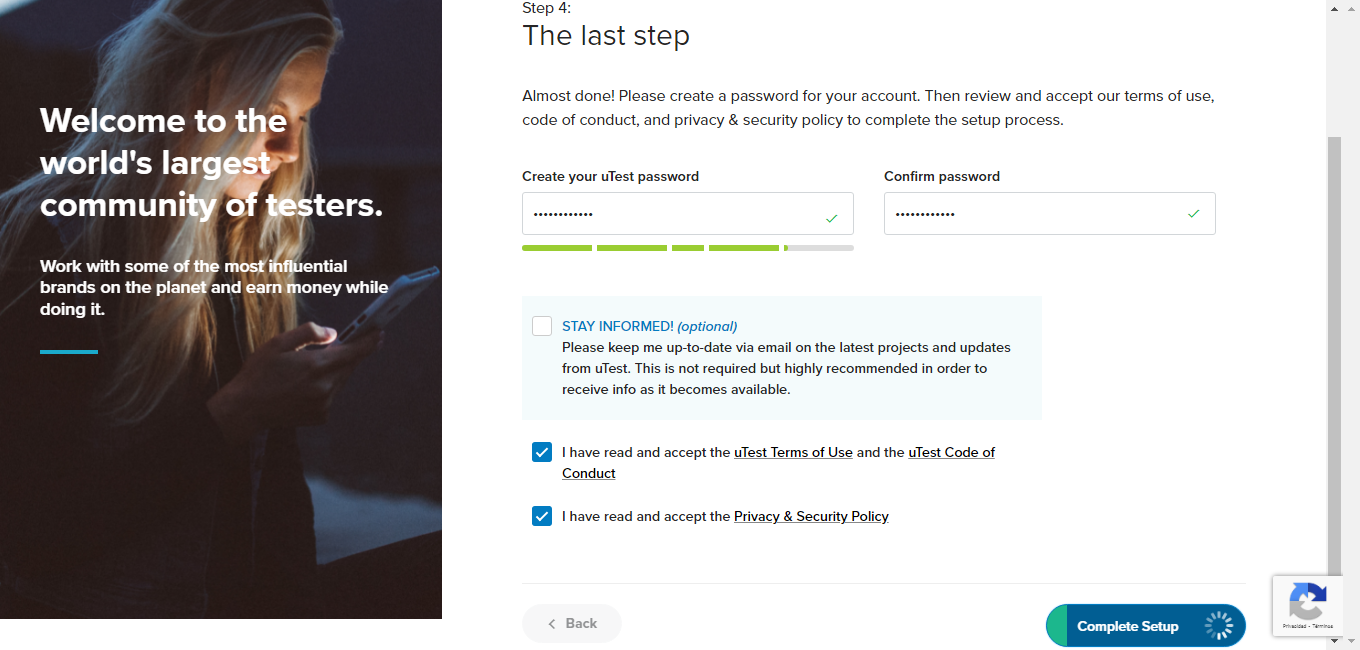 Welcome to the
world's largest
community of testers.
Work with some of the most influential
brands on the planet and earn money while
doing it.
Step 4:
The last step
Almost done! Please create a password for your account. Then review and accept our terms of use,
code of conduct, and privacy & security policy to complete the setup process.
Create your uTest password
Confirm password
••••••••••••
••••••••••••
STAY INFORMED! (optional)
Please keep me up-to-date via email on the latest projects and updates
from uTest. This is not required but highly recommended in order to
receive info as it becomes available.
I have read and accept the uTest Terms of Use and the uTest Code of
Conduct
I have read and accept the Privacy & Security Policy
Back
Complete Setup
Privacidad - Términos